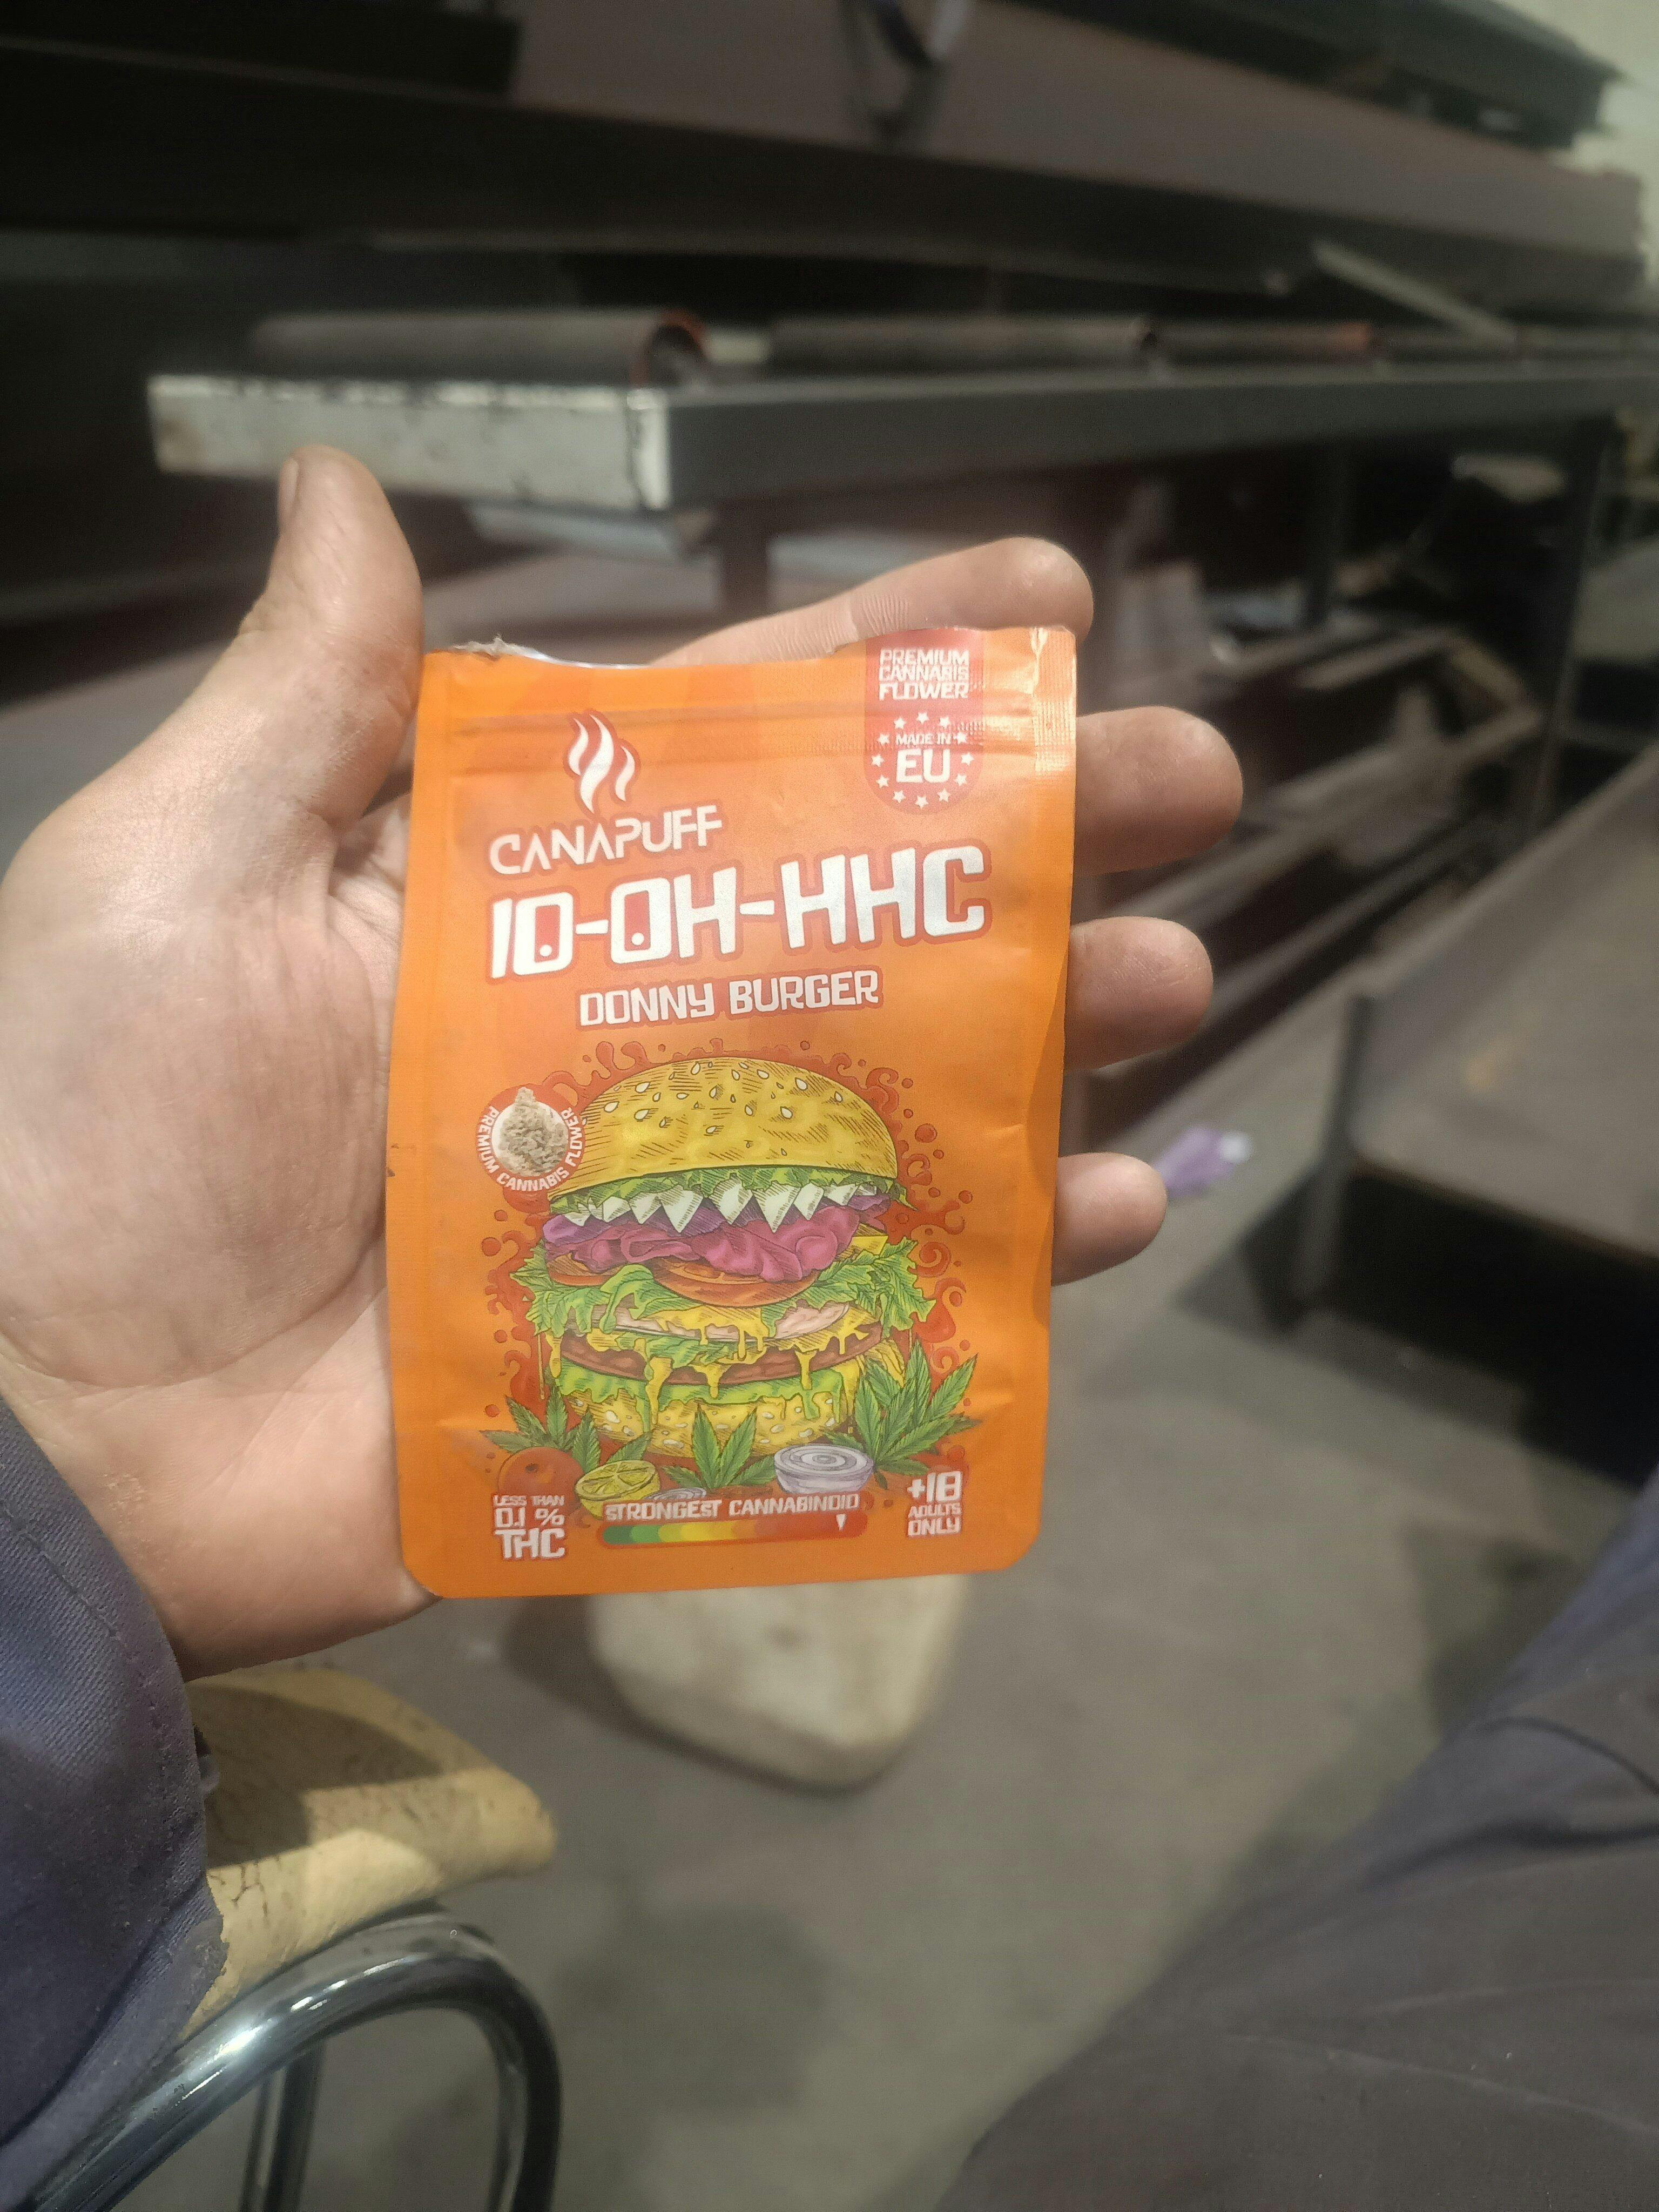 PREMIUM
CANNABIS
FLOWER
MADE IN
EU
CANAPUFF
10-OH-HHC
DONNY BURGER
PREMIUM CANNABIS FLOWER
LESS THAN
0.1 %
THC
STRONGEST CANNABINOID
+18
ADULTS
ONLY